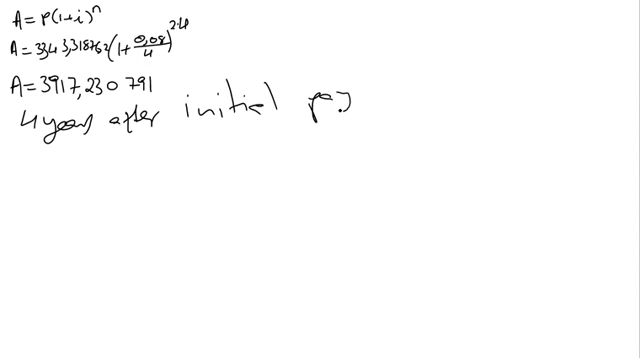 A = P(1+i)^n
A = 3343,318762(1+0,08/4)^2·4
A = 3917,230 791
4 years after initial